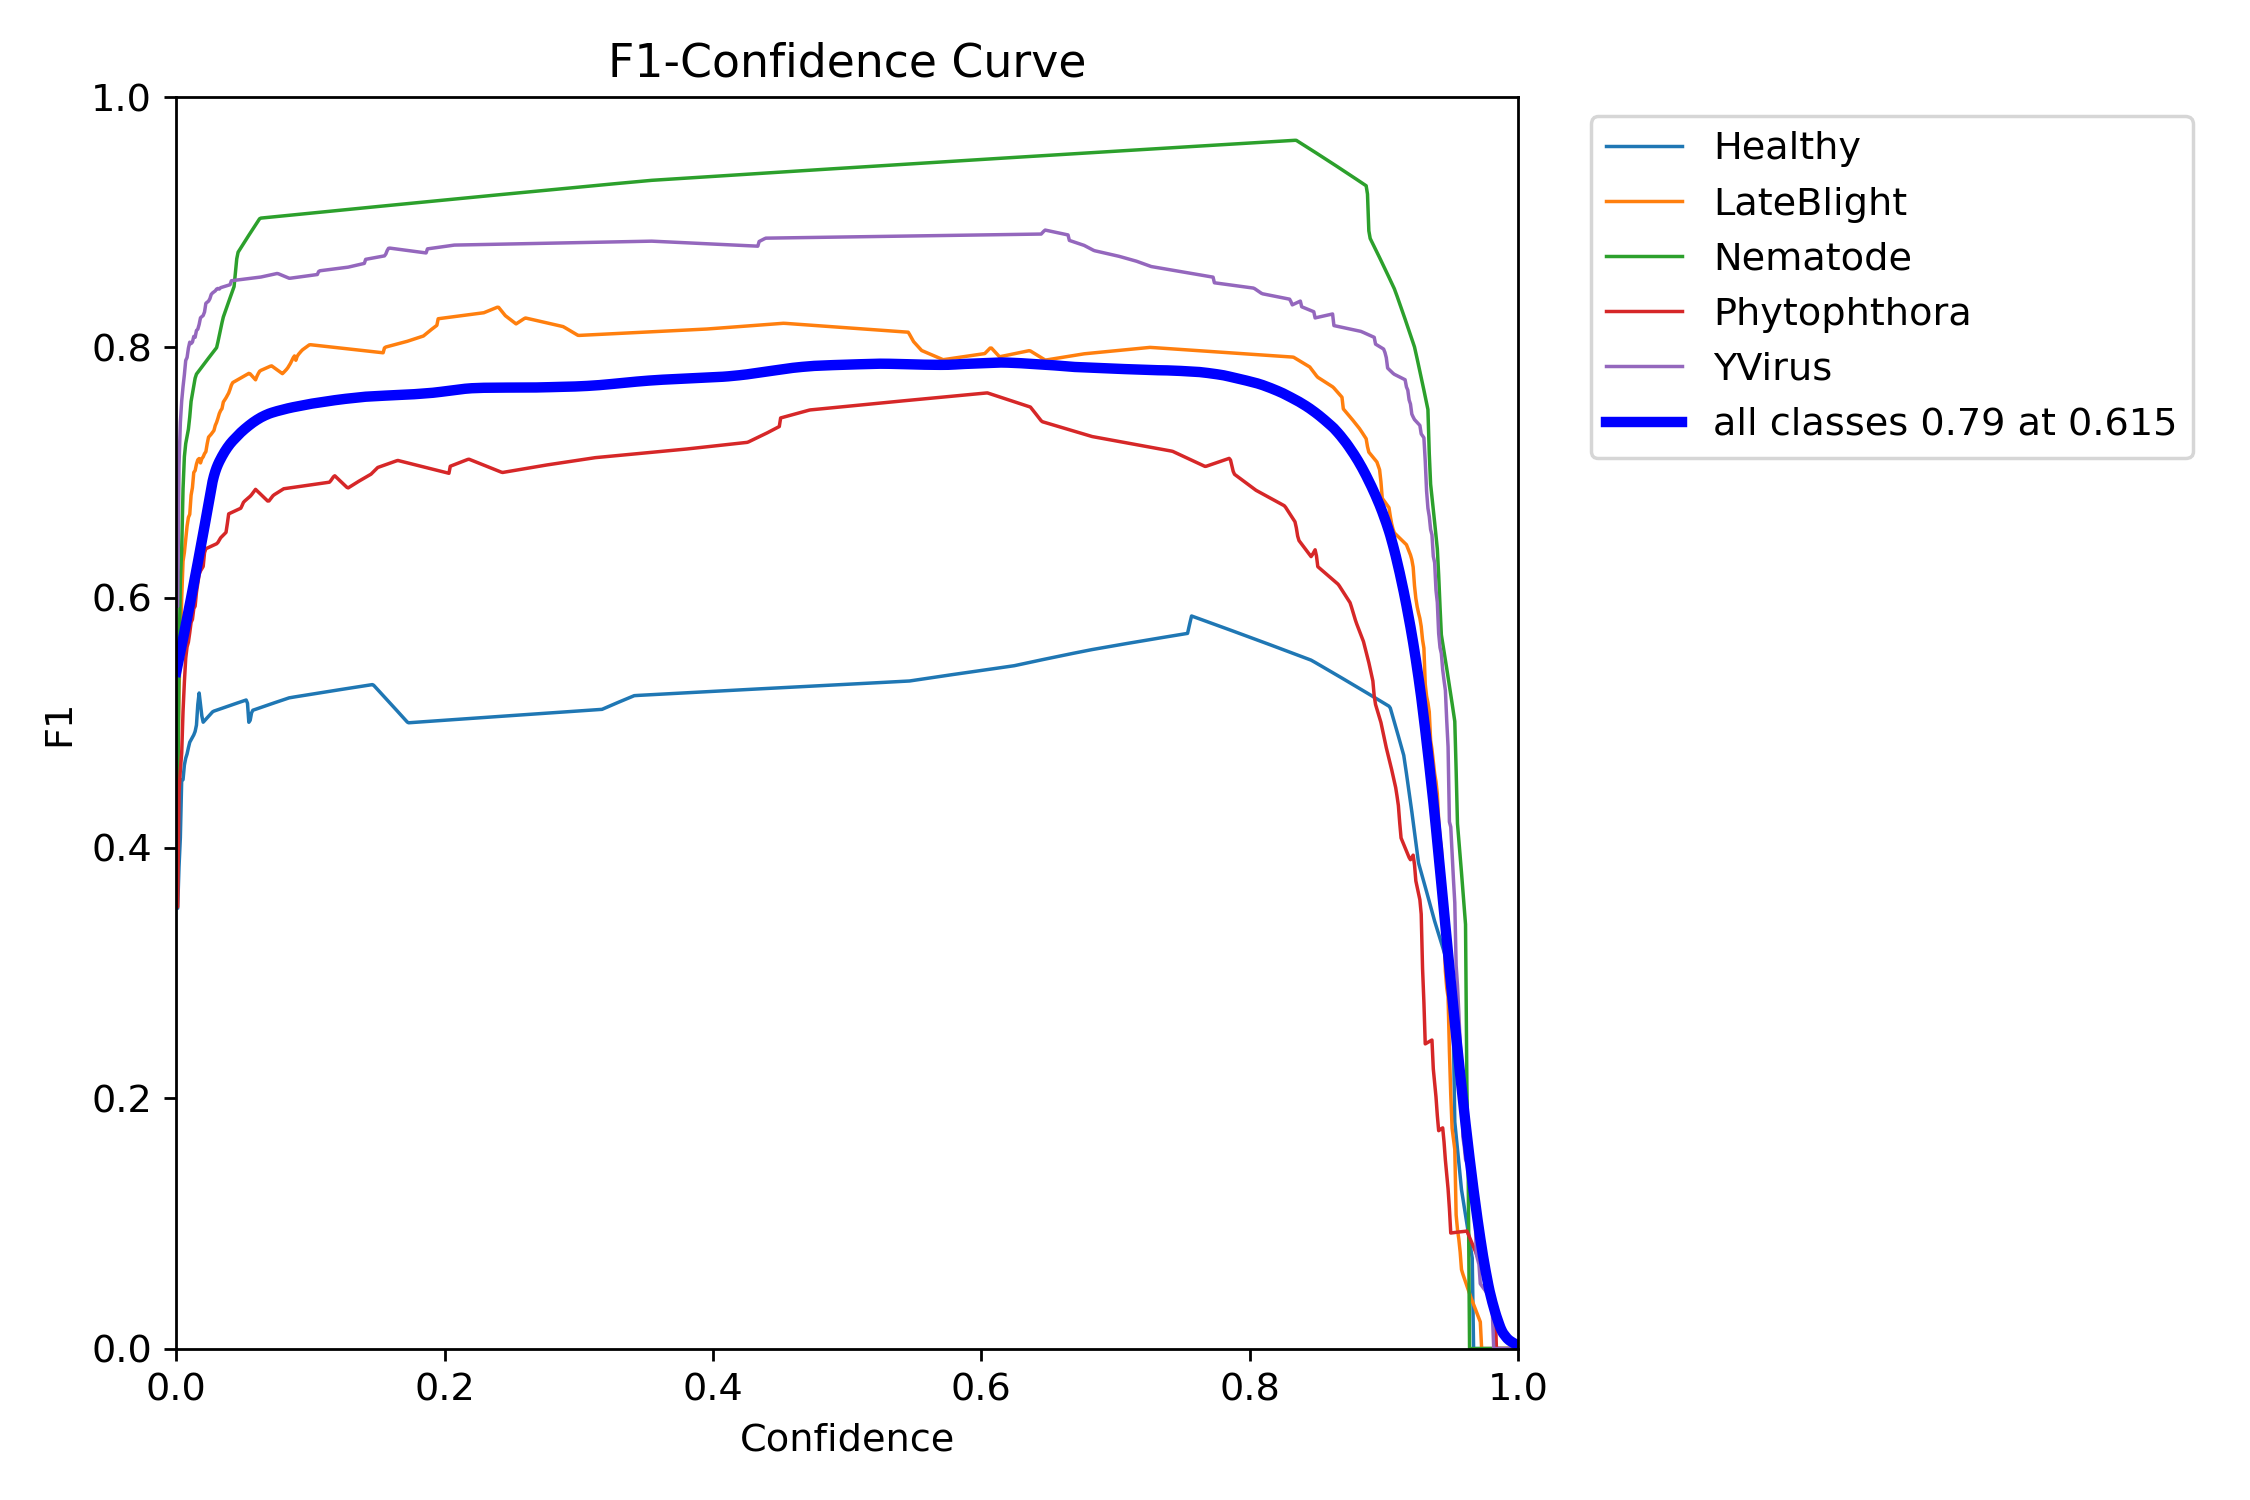 F1-Confidence Curve
1.0
0.8
0.6
0.4
0.2
0.0
F1
0.0 0.2 0.4 0.6 0.8 1.0
Confidence
Healthy
LateBlight
Nematode
Phytophthora
YVirus
all classes 0.79 at 0.615